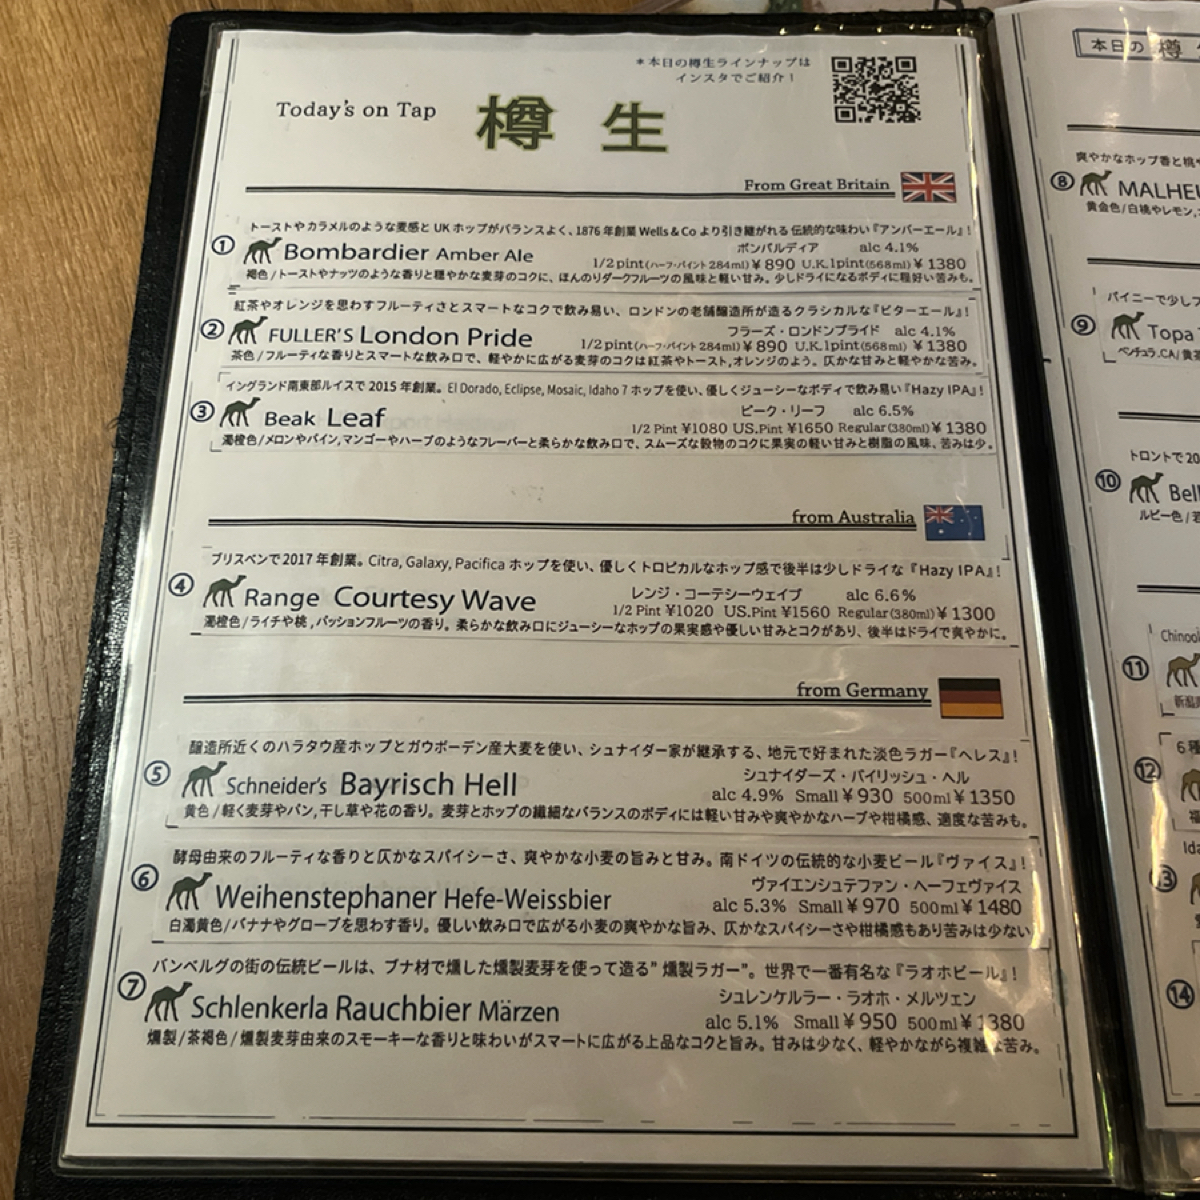 *本日の樽生ラインナップは
インスタでご紹介！
Today's on Tap 樽 生
From Great Britain
トーストやカラメルのような麦感と UK ホップがバランスよく、1876 年創業 Wells & Co より引き継がれる 伝統的な味わい『アンバーエール』!
① Bombardier Amber Ale ボンバルディア alc 4.1%
1/2 pint(ハーフ・パイント 284ml)¥ 890 U.K.1pint(568ml)¥ 1380
褐色 / トーストやナッツのような香りと穏やかな麦芽のコクに、ほんのりダークフルーツの風味と軽い甘み。少しドライになるボディに程好い苦みも。
紅茶やオレンジを思わすフルーティさとスマートなコクで飲み易い、ロンドンの老舗醸造所が造るクラシカルな『ビターエール』!
② FULLER'S London Pride フラーズ・ロンドンプライド alc 4.1%
1/2 pint(ハーフ・パイント 284ml)¥ 890 U.K.1pint(568ml)¥ 1380
茶色 / フルーティな香りとスマートな飲み口で、軽やかに広がる麦芽のコクは紅茶やトースト,オレンジのよう。仄かな甘みと軽やかな苦み。
イングランド南東部ルイスで 2015 年創業。El Dorado, Eclipse, Mosaic, Idaho 7 ホップを使い、優しくジューシーなボディで飲み易い『Hazy IPA』!
③ Beak Leaf ビーク・リーフ alc 6.5%
1/2 Pint ¥1080 US.Pint ¥1650 Regular(380ml)¥ 1380
濁橙色/メロンやパイン,マンゴーやハーブのようなフレーバーと柔らかな飲み口で、スムーズな穀物のコクに果実の軽い甘みと樹脂の風味、苦みは少。
from Australia
ブリスベンで 2017 年創業。Citra, Galaxy, Pacifica ホップを使い、優しくトロピカルなホップ感で後半は少しドライな『Hazy IPA』!
④ Range Courtesy Wave レンジ・コーテシーウェイブ alc 6.6%
1/2 Pint ¥1020 US.Pint ¥1560 Regular(380ml)¥ 1300
濁橙色/ライチや桃 , パッションフルーツの香り。柔らかな飲み口にジューシーなホップの果実感や優しい甘みとコクがあり、後半はドライで爽やかに。
from Germany
醸造所近くのハラタウ産ホップとガウボーデン産大麦を使い、シュナイダー家が継承する、地元で好まれた淡色ラガー『ヘレス』!
⑤ Schneider's Bayrisch Hell シュナイダーズ・バイリッシュ・ヘル
alc 4.9% Small ¥ 930 500ml ¥ 1350
黄色 / 軽く麦芽やパン,干し草や花の香り。麦芽とホップの繊細なバランスのボディには軽い甘みや爽やかなハーブや柑橘感、適度な苦みも。
酵母由来のフルーティな香りと仄かなスパイシーさ、爽やかな小麦の旨みと甘み。南ドイツの伝統的な小麦ビール『ヴァイス』!
⑥ Weihenstephaner Hefe-Weissbier ヴァイエンシュテファン・ヘーフェヴァイス
alc 5.3% Small ¥ 970 500ml ¥ 1480
白濁黄色/バナナやグローブを思わす香り。優しい飲み口で広がる小麦の爽やかな旨み、仄かなスパイシーさや柑橘感もあり苦みは少ない
バンベルグの街の伝統ビールは、ブナ材で燻した燻製麦芽を使って造る" 燻製ラガー"。世界で一番有名な『ラオホビール』!
⑦ Schlenkerla Rauchbier Märzen シュレンケルラー・ラオホ・メルツェン
alc 5.1% Small ¥ 950 500ml ¥ 1380
燻製/茶褐色 / 燻製麦芽由来のスモーキーな香りと味わいがスマートに広がる上品なコクと旨み。甘みは少なく、軽やかながら複雑な苦み。
本日の 樽
爽やかなホップ香と桃
⑧ MALHEU
黄金色/白桃やレモン,
パイニーで少し
⑨ Topa
ベンチュラ.CA/
トロントで 20
⑩ Bell
ルビー色 /
Chinook
⑪
新潟
6 種
⑫
Ida
⑬
⑭